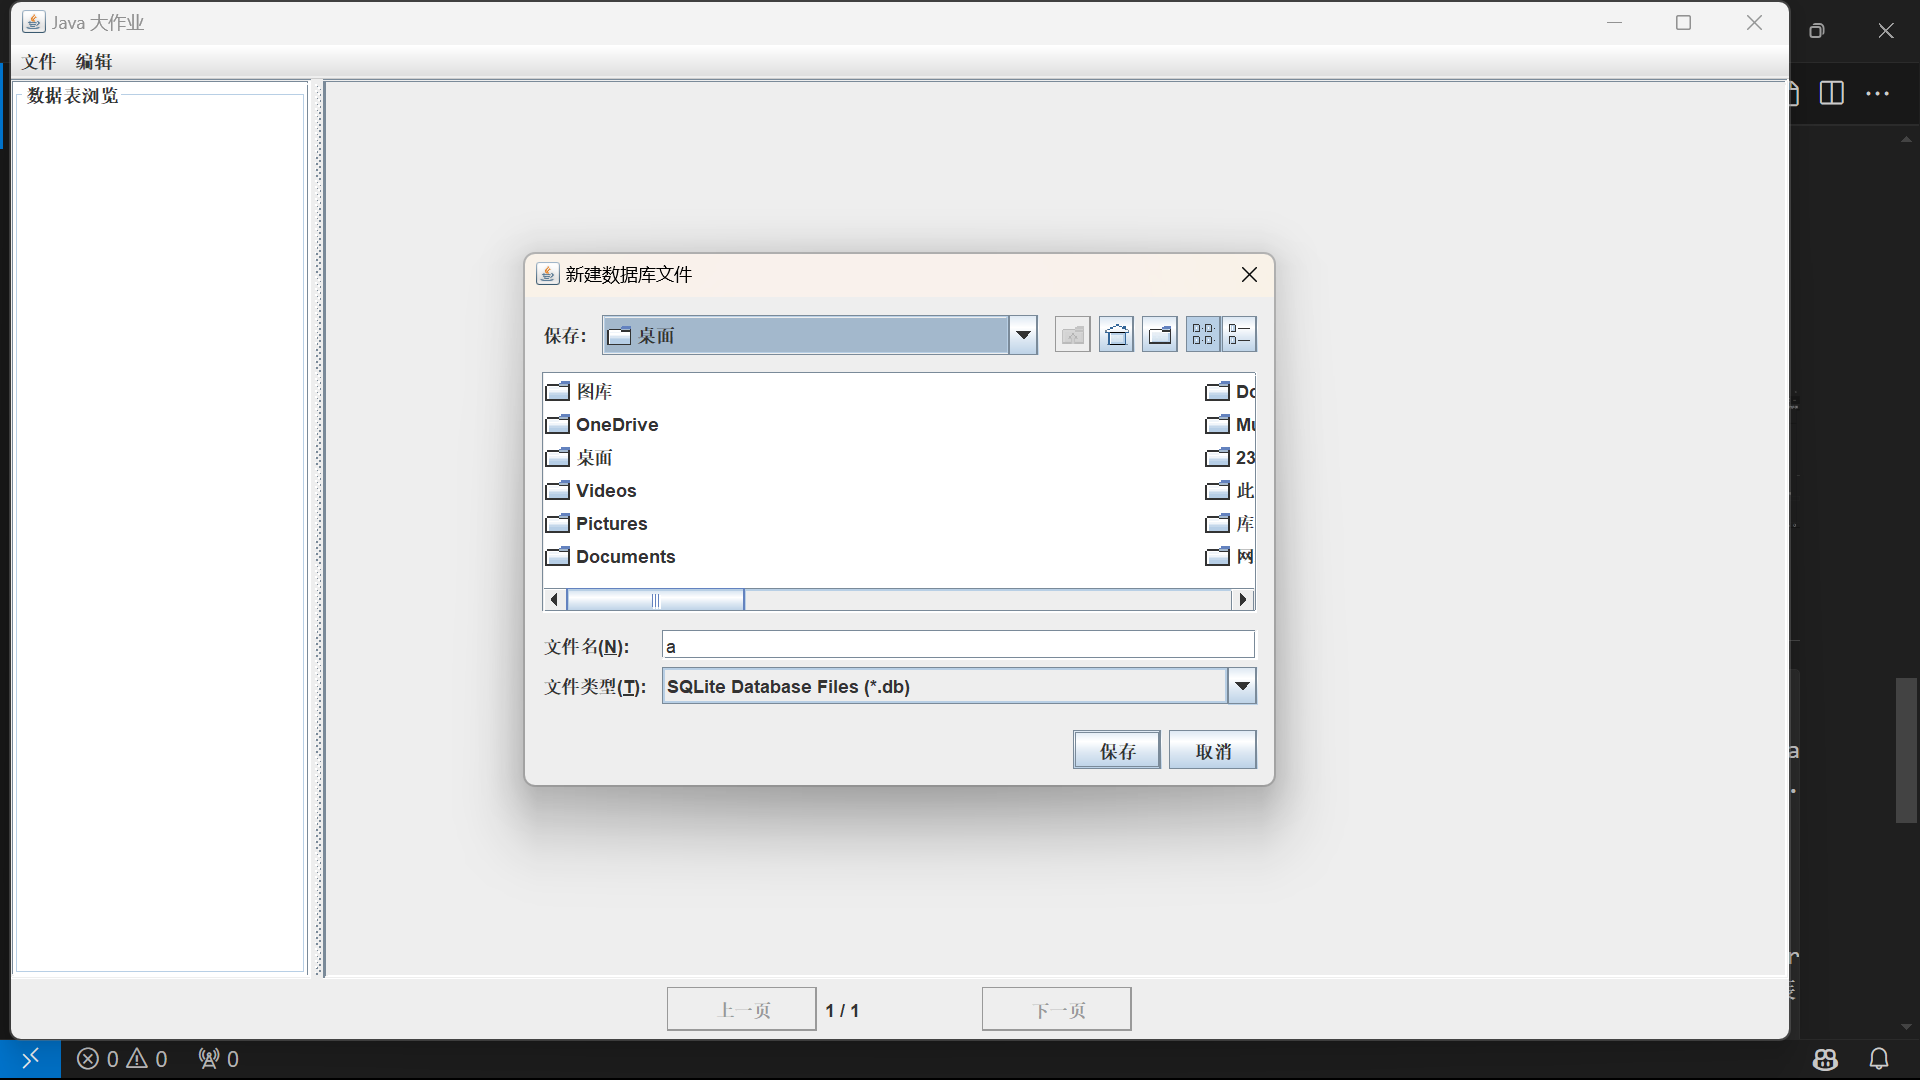 Java 大作业
文件 编辑
数据表浏览
新建数据库文件
保存:
桌面
图库
OneDrive
桌面
Videos
Pictures
Documents
23
此
库
网
文件名(N):
a
文件类型(T):
SQLite Database Files (*.db)
保存
取消
上一页
1 / 1
下一页
0 0 0